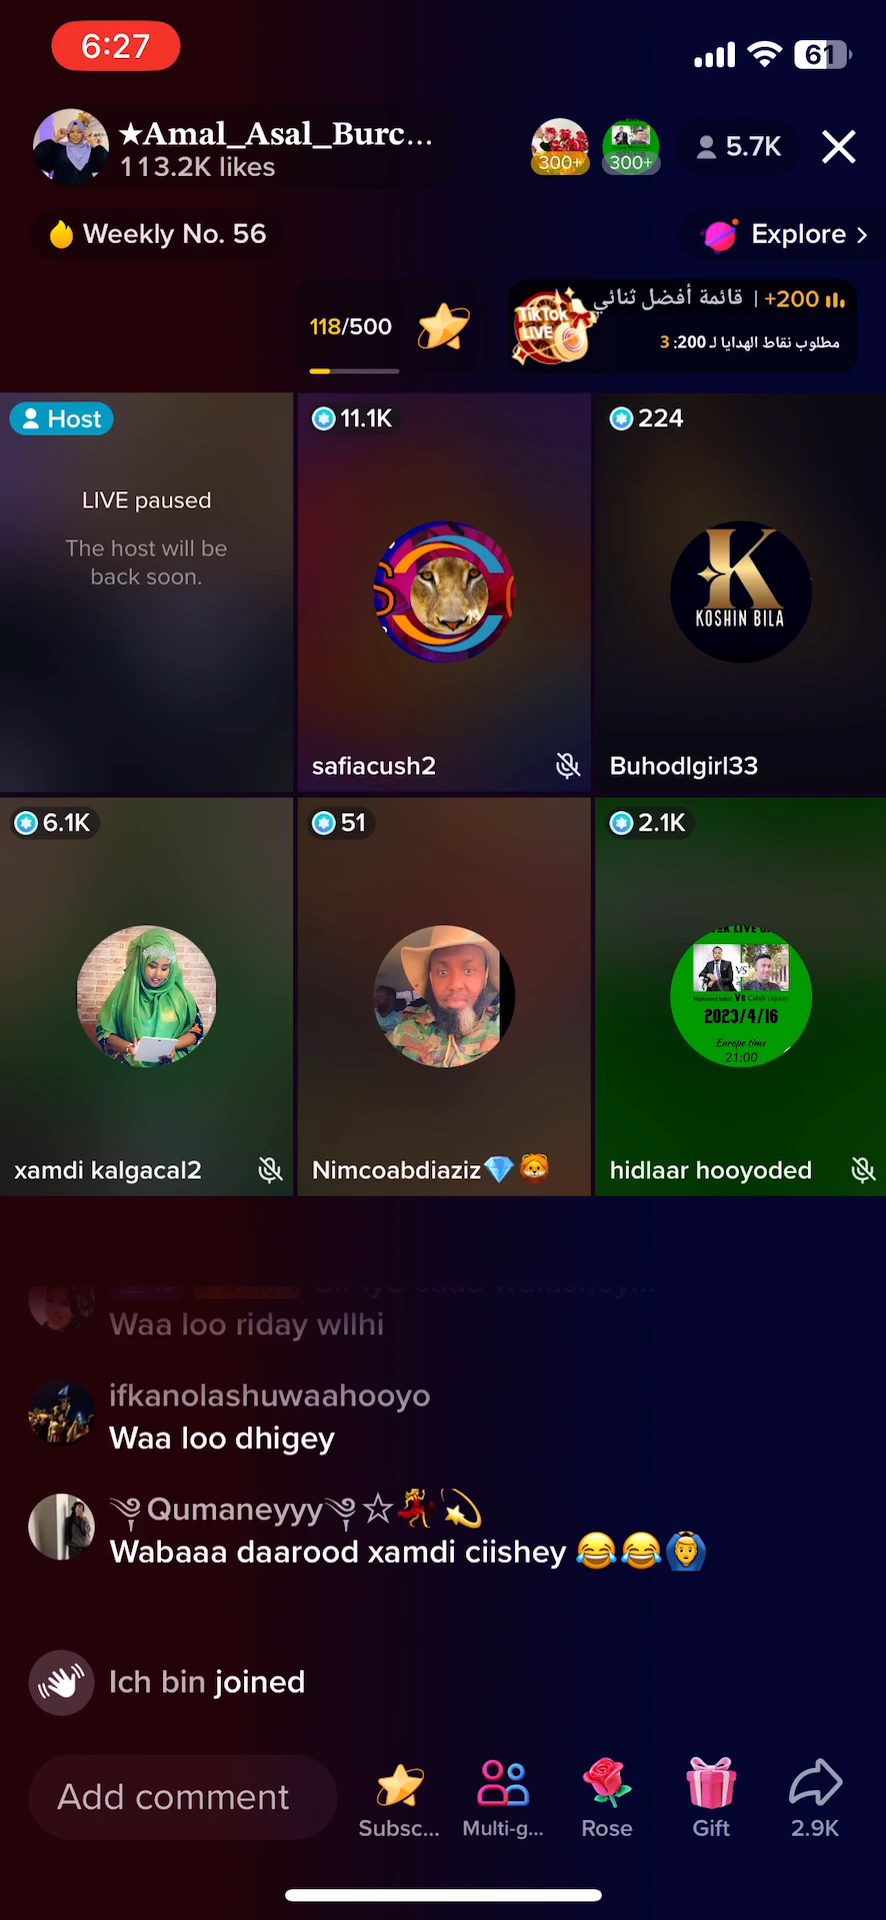 6:27
61
★Amal_Asal_Burc...
113.2K likes
300+
300+
5.7K
Weekly No. 56
Explore >
118/500
TikTok
LIVE
قائمة أفضل ثنائي | +200
مطلوب نقاط الهدايا لـ 200: 3
Host
11.1K
224
LIVE paused
The host will be
back soon.
K
KOSHIN BILA
safiacush2
Buhodlgirl33
6.1K
51
2.1K
VS
Vs
2023/4/16
Europe time
21:00
xamdi kalgacal2
Nimcoabdiaziz💎🦁
hidlaar hooyoded
Waa loo riday wllhi
ifkanolashuwaahooyo
Waa loo dhigey
༆Qumaneyyy༆☆💃💫
Wabaaa daarood xamdi ciishey 😂😂🙆‍♂️
Ich bin joined
Add comment
Subsc...
Multi-g...
Rose
Gift
2.9K